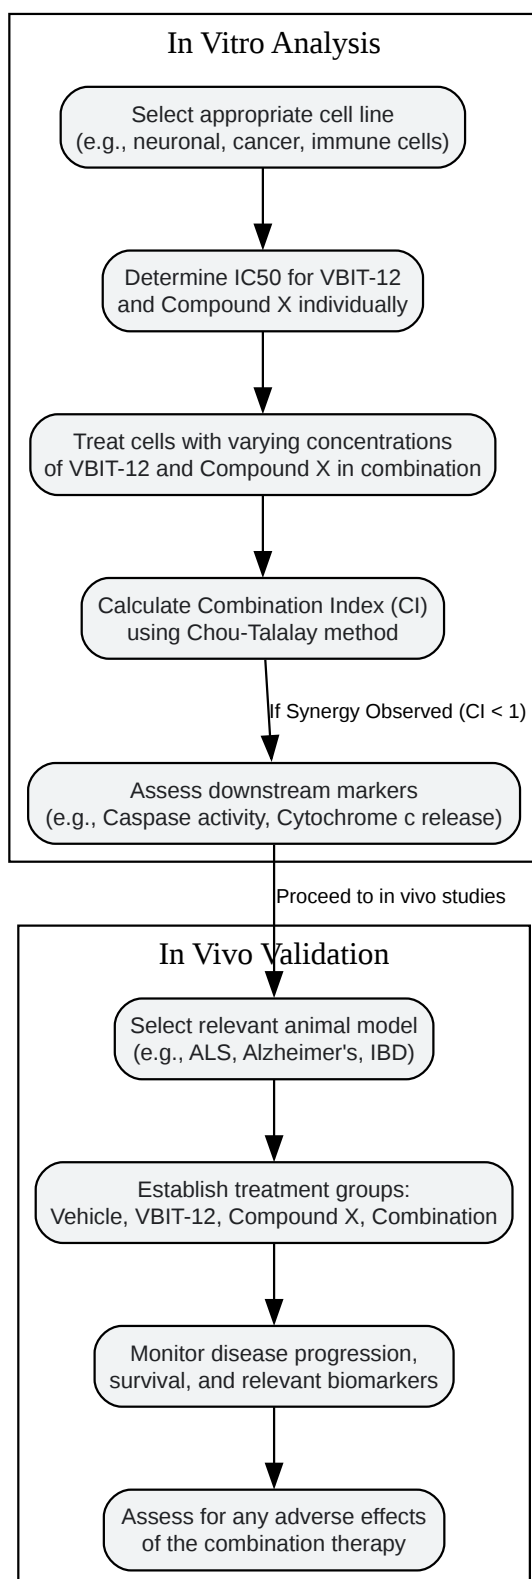 In Vitro Analysis
Select appropriate cell line
(e.g., neuronal, cancer, immune cells)
Determine IC50 for VBIT-12
and Compound X individually
Treat cells with varying concentrations
of VBIT-12 and Compound X in combination
Calculate Combination Index (CI)
using Chou-Talalay method
If Synergy Observed (CI < 1)
Assess downstream markers
(e.g., Caspase activity, Cytochrome c release)
Proceed to in vivo studies
In Vivo Validation
Select relevant animal model
(e.g., ALS, Alzheimer's, IBD)
Establish treatment groups:
Vehicle, VBIT-12, Compound X, Combination
Monitor disease progression,
survival, and relevant biomarkers
Assess for any adverse effects
of the combination therapy